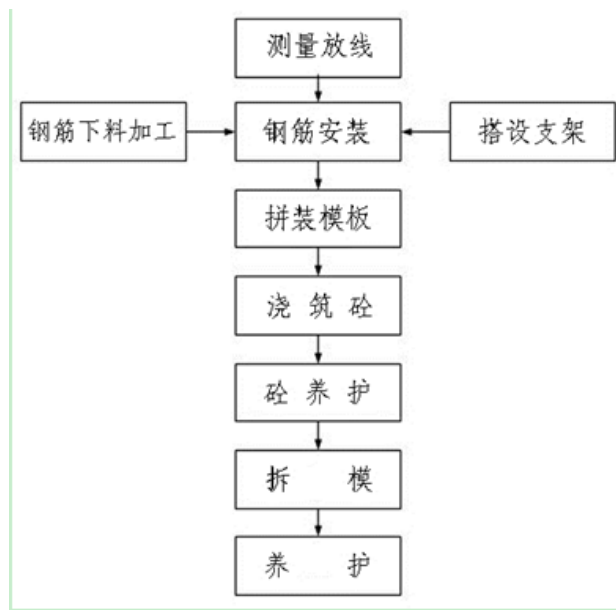 测量放线
钢筋下料加工
钢筋安装
搭设支架
拼装模板
浇筑砼
砼养护
拆模
养护